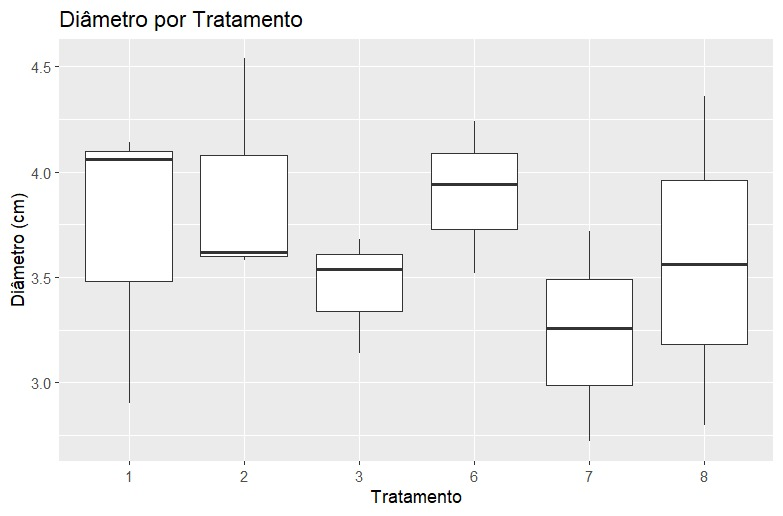 Diâmetro por Tratamento
Diâmetro (cm)
4.5
4.0
3.5
3.0
1 2 3 6 7 8
Tratamento